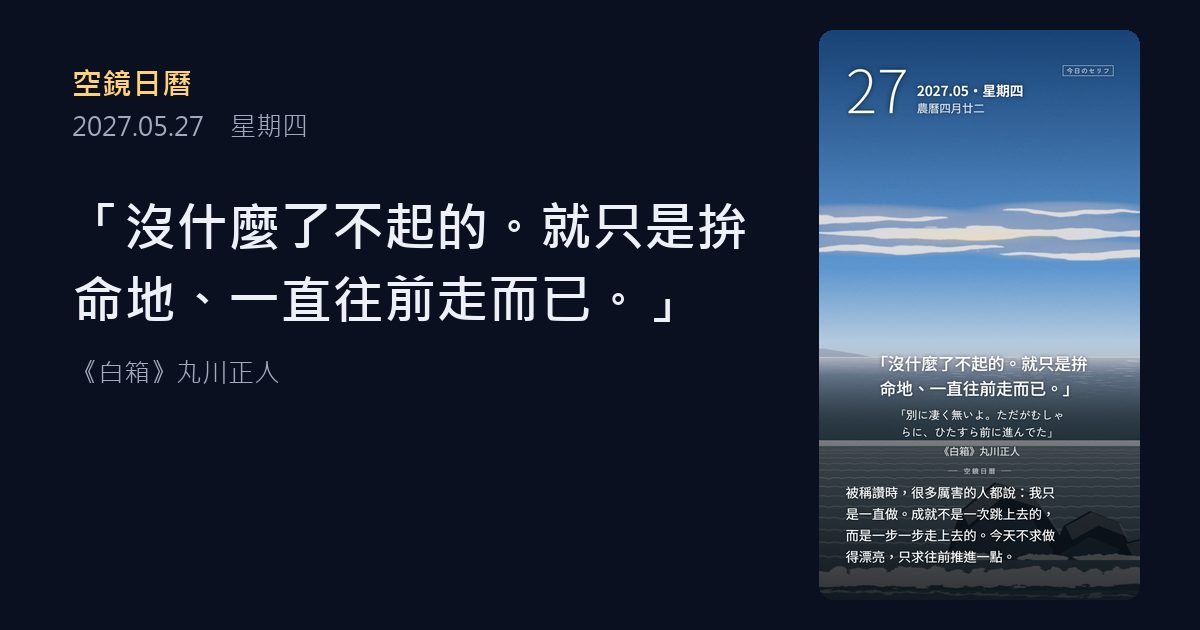 空鏡日曆
2027.05.27　星期四
「沒什麼了不起的。就只是拚
命地、一直往前走而已。」
《白箱》丸川正人
27
2027.05・星期四
農曆四月廿二
今日のセリフ
「沒什麼了不起的。就只是拚
命地、一直往前走而已。」
「別に凄く無いよ。ただがむしゃ
らに、ひたすら前に進んでた」
《白箱》丸川正人
— 空鏡日曆 —
被稱讚時，很多厲害的人都說：我只
是一直做。成就不是一次跳上去的，
而是一步一步走上去的。今天不求做
得漂亮，只求往前推進一點。